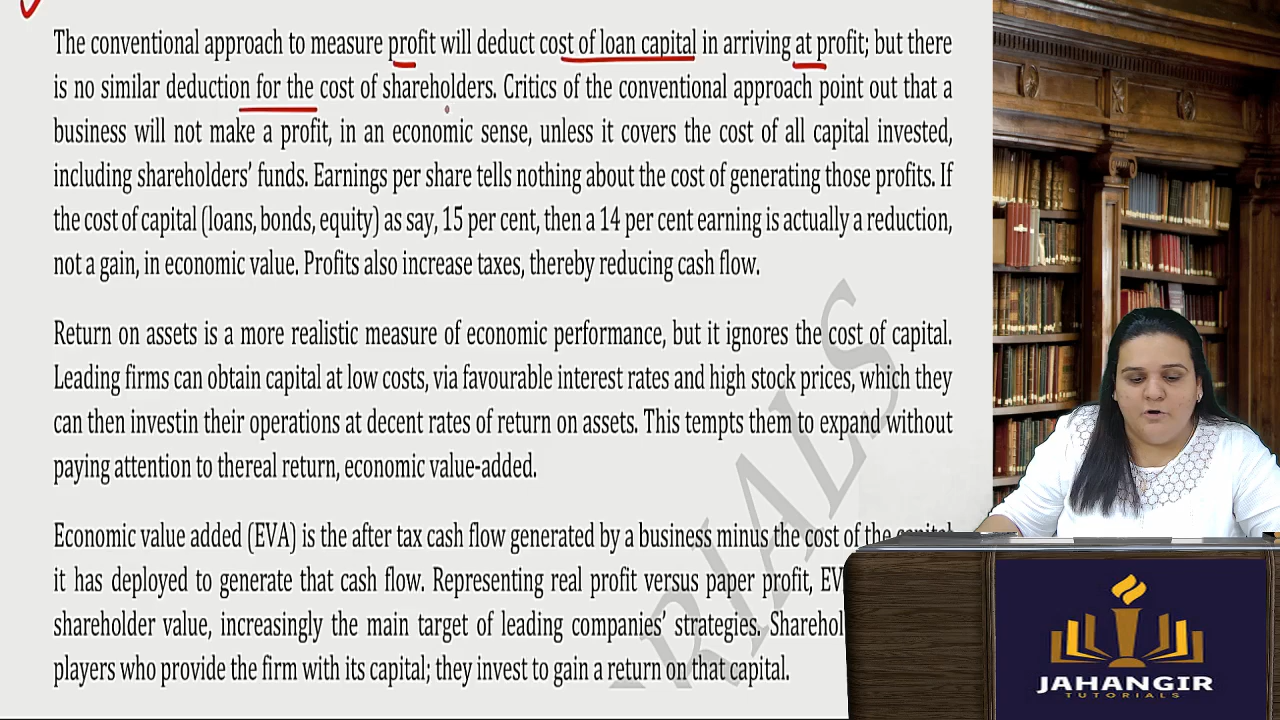 The conventional approach to measure profit will deduct cost of loan capital in arriving at profit; but there
is no similar deduction for the cost of shareholders. Critics of the conventional approach point out that a
business will not make a profit, in an economic sense, unless it covers the cost of all capital invested,
including shareholders’ funds. Earnings per share tells nothing about the cost of generating those profits. If
the cost of capital (loans, bonds, equity) as say, 15 per cent, then a 14 per cent earning is actually a reduction,
not a gain, in economic value. Profits also increase taxes, thereby reducing cash flow.
Return on assets is a more realistic measure of economic performance, but it ignores the cost of capital.
Leading firms can obtain capital at low costs, via favourable interest rates and high stock prices, which they
can then investin their operations at decent rates of return on assets. This tempts them to expand without
paying attention to thereal return, economic value-added.
Economic value added (EVA) is the after tax cash flow generated by a business minus the cost of the
it has deployed to generate that cash flow. Representing real profit versus paper profit,
shareholder value, increasingly the main target of leading companies’ strategies.
players who provide the firm with its capital; they invest to gain a return on that capital.
RIALS
JAHANGIR
TUTORIALS